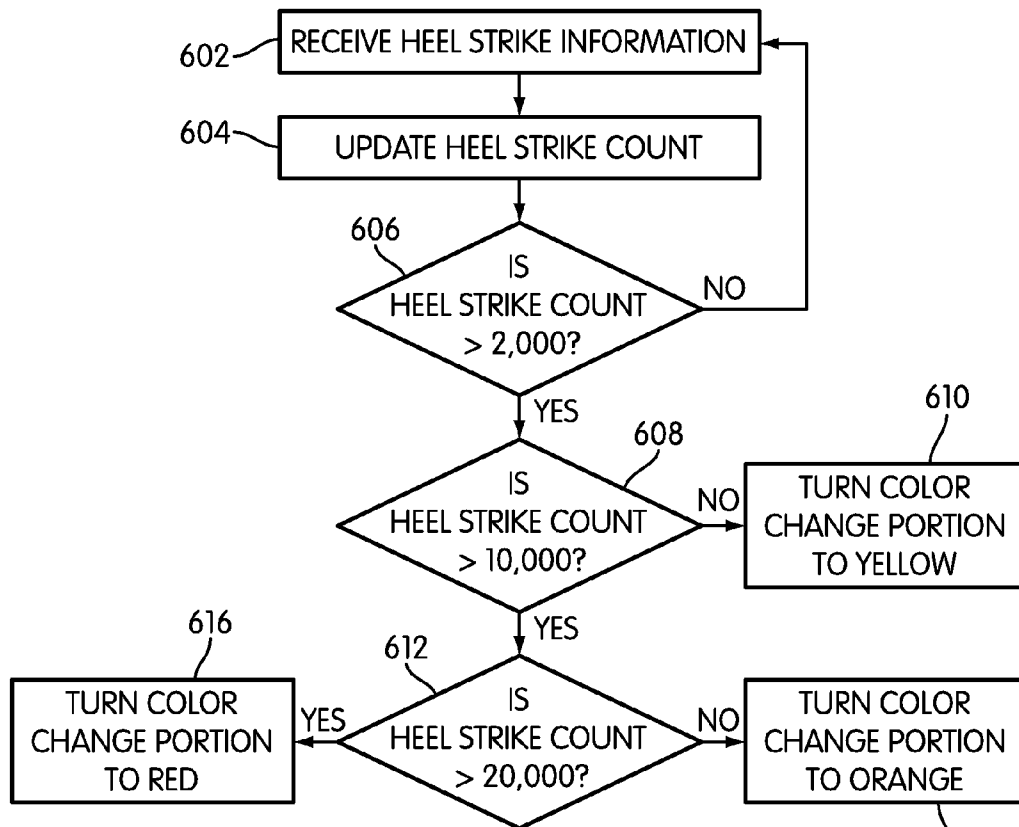 602
RECEIVE HEEL STRIKE INFORMATION
604
UPDATE HEEL STRIKE COUNT
606
IS
HEEL STRIKE COUNT
> 2,000?
NO
YES
608
610
IS
HEEL STRIKE COUNT
> 10,000?
NO
TURN COLOR
CHANGE PORTION
TO YELLOW
YES
616
612
TURN COLOR
CHANGE PORTION
TO RED
YES
IS
HEEL STRIKE COUNT
> 20,000?
NO
TURN COLOR
CHANGE PORTION
TO ORANGE